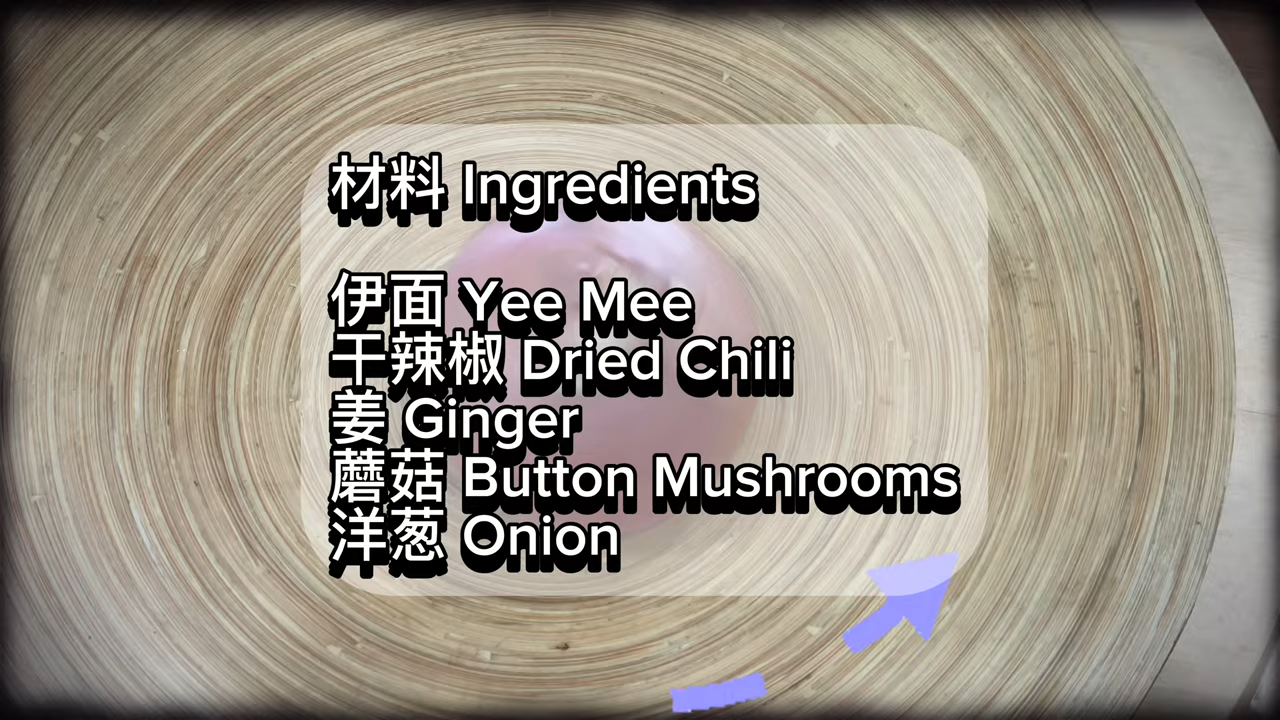 材料 Ingredients
伊面 Yee Mee
干辣椒 Dried Chili
姜 Ginger
蘑菇 Button Mushrooms
洋葱 Onion